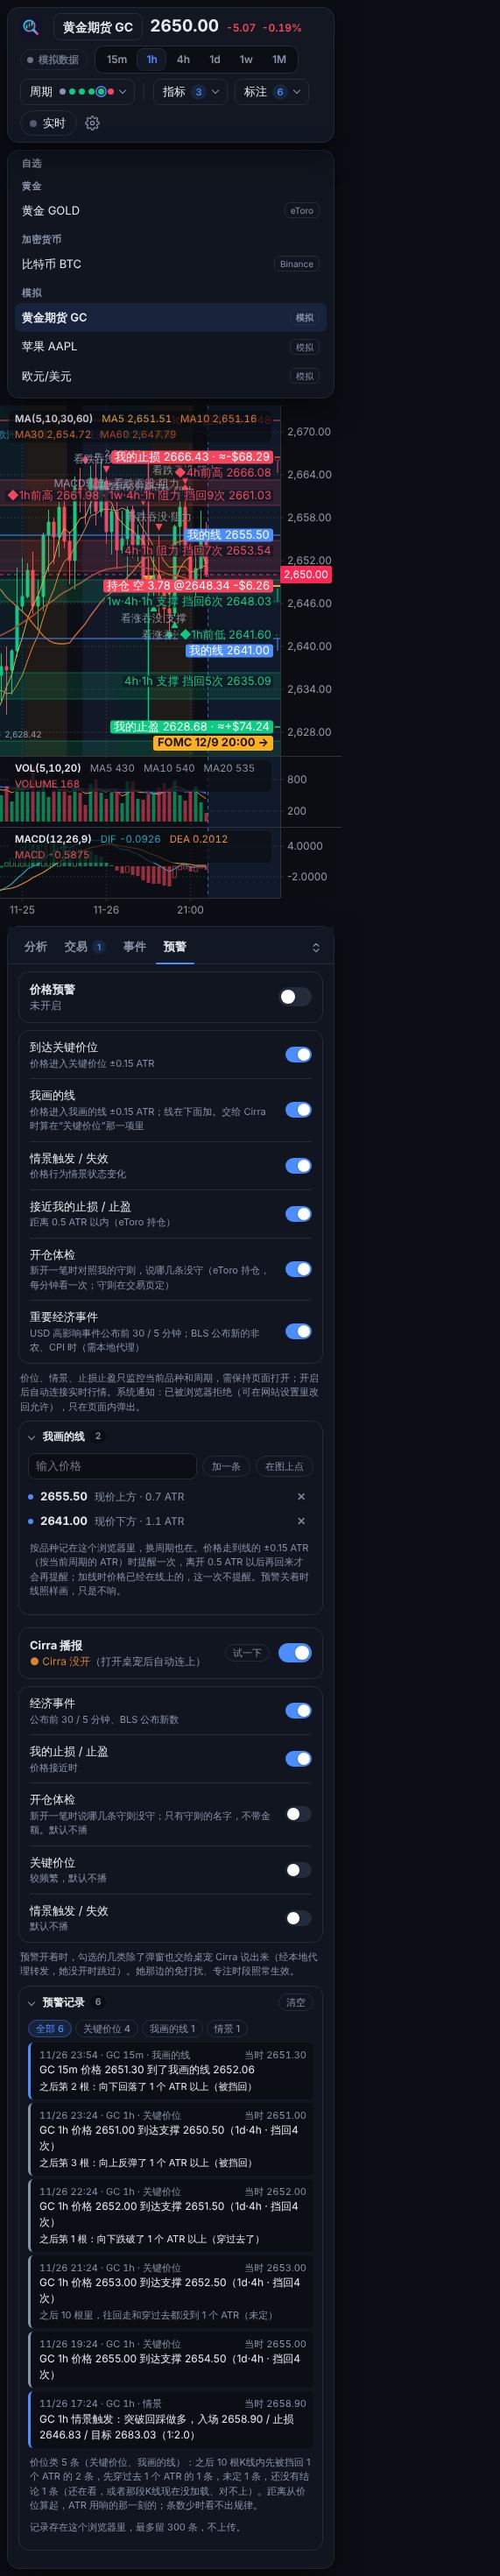 黄金期货 GC 2650.00 -5.07 -0.19%
模拟数据 15m 1h 4h 1d 1w 1M
周期 指标 3 标注 6
实时
自选
黄金
黄金 GOLD eToro
加密货币
比特币 BTC Binance
模拟
黄金期货 GC 模拟
苹果 AAPL 模拟
欧元/美元 模拟
MA(5,10,30,60) MA5 2,651.51 MA10 2,651.16
MA30 2,654.72 MA60 2,647.79
2,670.00
我的止损 2666.43 · ≈-$68.29
◆4h前高 2666.08
2,664.00
◆1h前高 2661.98 · 1w·4h·1h 阻力 挡回9次 2661.03
2,658.00
看跌吞没·阻力
我的线 2655.50
4h·1h 阻力 挡回7次 2653.54
2,652.00
2,650.00
持仓 空 3.78 @2648.34 -$6.26
1w·4h·1h 支撑 挡回6次 2648.03
2,646.00
看涨吞没·支撑
◆1h前低 2641.60
2,640.00
我的线 2641.00
4h·1h 支撑 挡回5次 2635.09
2,634.00
我的止盈 2628.68 · ≈+$74.24
2,628.42
2,628.00
FOMC 12/9 20:00 →
VOL(5,10,20) MA5 430 MA10 540 MA20 535
VOLUME 168
800
200
MACD(12,26,9) DIF -0.0926 DEA 0.2012
MACD -0.5875
4.0000
-2.0000
11-25 11-26 21:00
分析 交易 1 事件 预警
价格预警
未开启
到达关键价位
价格进入关键价位 ±0.15 ATR
我画的线
价格进入我画的线 ±0.15 ATR；线在下面加。交给 Cirra
时算在“关键价位”那一项里
情景触发 / 失效
价格行为情景状态变化
接近我的止损 / 止盈
距离 0.5 ATR 以内（eToro 持仓）
开仓体检
新开一笔时对照我的守则，说哪几条没守（eToro 持仓，
每分钟看一次；守则在交易页定）
重要经济事件
USD 高影响事件公布前 30 / 5 分钟；BLS 公布新的非
农、CPI 时（需本地代理）
价位、情景、止损止盈只监控当前品种和周期，需保持页面打开；开启
后自动连接实时行情。系统通知：已被浏览器拒绝（可在网站设置里改
回允许），只在页面内弹出。
我画的线 2
输入价格 加一条 在图上点
2655.50 现价上方 · 0.7 ATR ×
2641.00 现价下方 · 1.1 ATR ×
按品种记在这个浏览器里，换周期也在。价格走到线的 ±0.15 ATR
（按当前周期的 ATR）时提醒一次，离开 0.5 ATR 以后再回来才
会再提醒；加线时价格已经在线上的，这一次不提醒。预警关着时
线照样画，只是不响。
Cirra 播报
Cirra 没开（打开桌宠后自动连上） 试一下
经济事件
公布前 30 / 5 分钟、BLS 公布新数
我的止损 / 止盈
价格接近时
开仓体检
新开一笔时说哪几条守则没守；只有守则的名字，不带金
额。默认不播
关键价位
较频繁，默认不播
情景触发 / 失效
默认不播
预警开着时，勾选的几类除了弹窗也交给桌宠 Cirra 说出来（经本地代
理转发，她没开时跳过）。她那边的免打扰、专注时段照常生效。
预警记录 6 清空
全部 6 关键价位 4 我画的线 1 情景 1
11/26 23:54 · GC 15m · 我画的线 当时 2651.30
GC 15m 价格 2651.30 到了我画的线 2652.06
之后第 2 根：向下回落了 1 个 ATR 以上（被挡回）
11/26 23:24 · GC 1h · 关键价位 当时 2651.00
GC 1h 价格 2651.00 到达支撑 2650.50（1d·4h · 挡回4
次）
之后第 3 根：向上反弹了 1 个 ATR 以上（被挡回）
11/26 22:24 · GC 1h · 关键价位 当时 2652.00
GC 1h 价格 2652.00 到达支撑 2651.50（1d·4h · 挡回4
次）
之后第 1 根：向下跌破了 1 个 ATR 以上（穿过去了）
11/26 21:24 · GC 1h · 关键价位 当时 2653.00
GC 1h 价格 2653.00 到达支撑 2652.50（1d·4h · 挡回4
次）
之后 10 根里，往回走和穿过去都没到 1 个 ATR（未定）
11/26 19:24 · GC 1h · 关键价位 当时 2655.00
GC 1h 价格 2655.00 到达支撑 2654.50（1d·4h · 挡回4
次）
11/26 17:24 · GC 1h · 情景 当时 2658.90
GC 1h 情景触发：突破回踩做多，入场 2658.90 / 止损
2646.83 / 目标 2683.03（1:2.0）
价位类 5 条（关键价位、我画的线）：之后 10 根K线内先被挡回 1
个 ATR 的 2 条，先穿过去 1 个 ATR 的 1 条，未定 1 条，还没有结
论 1 条（还在看，或者那段K线现在没加载、对不上）。距离从价
位算起，ATR 用响的那一刻的；条数少时看不出规律。
记录存在这个浏览器里，最多留 300 条，不上传。